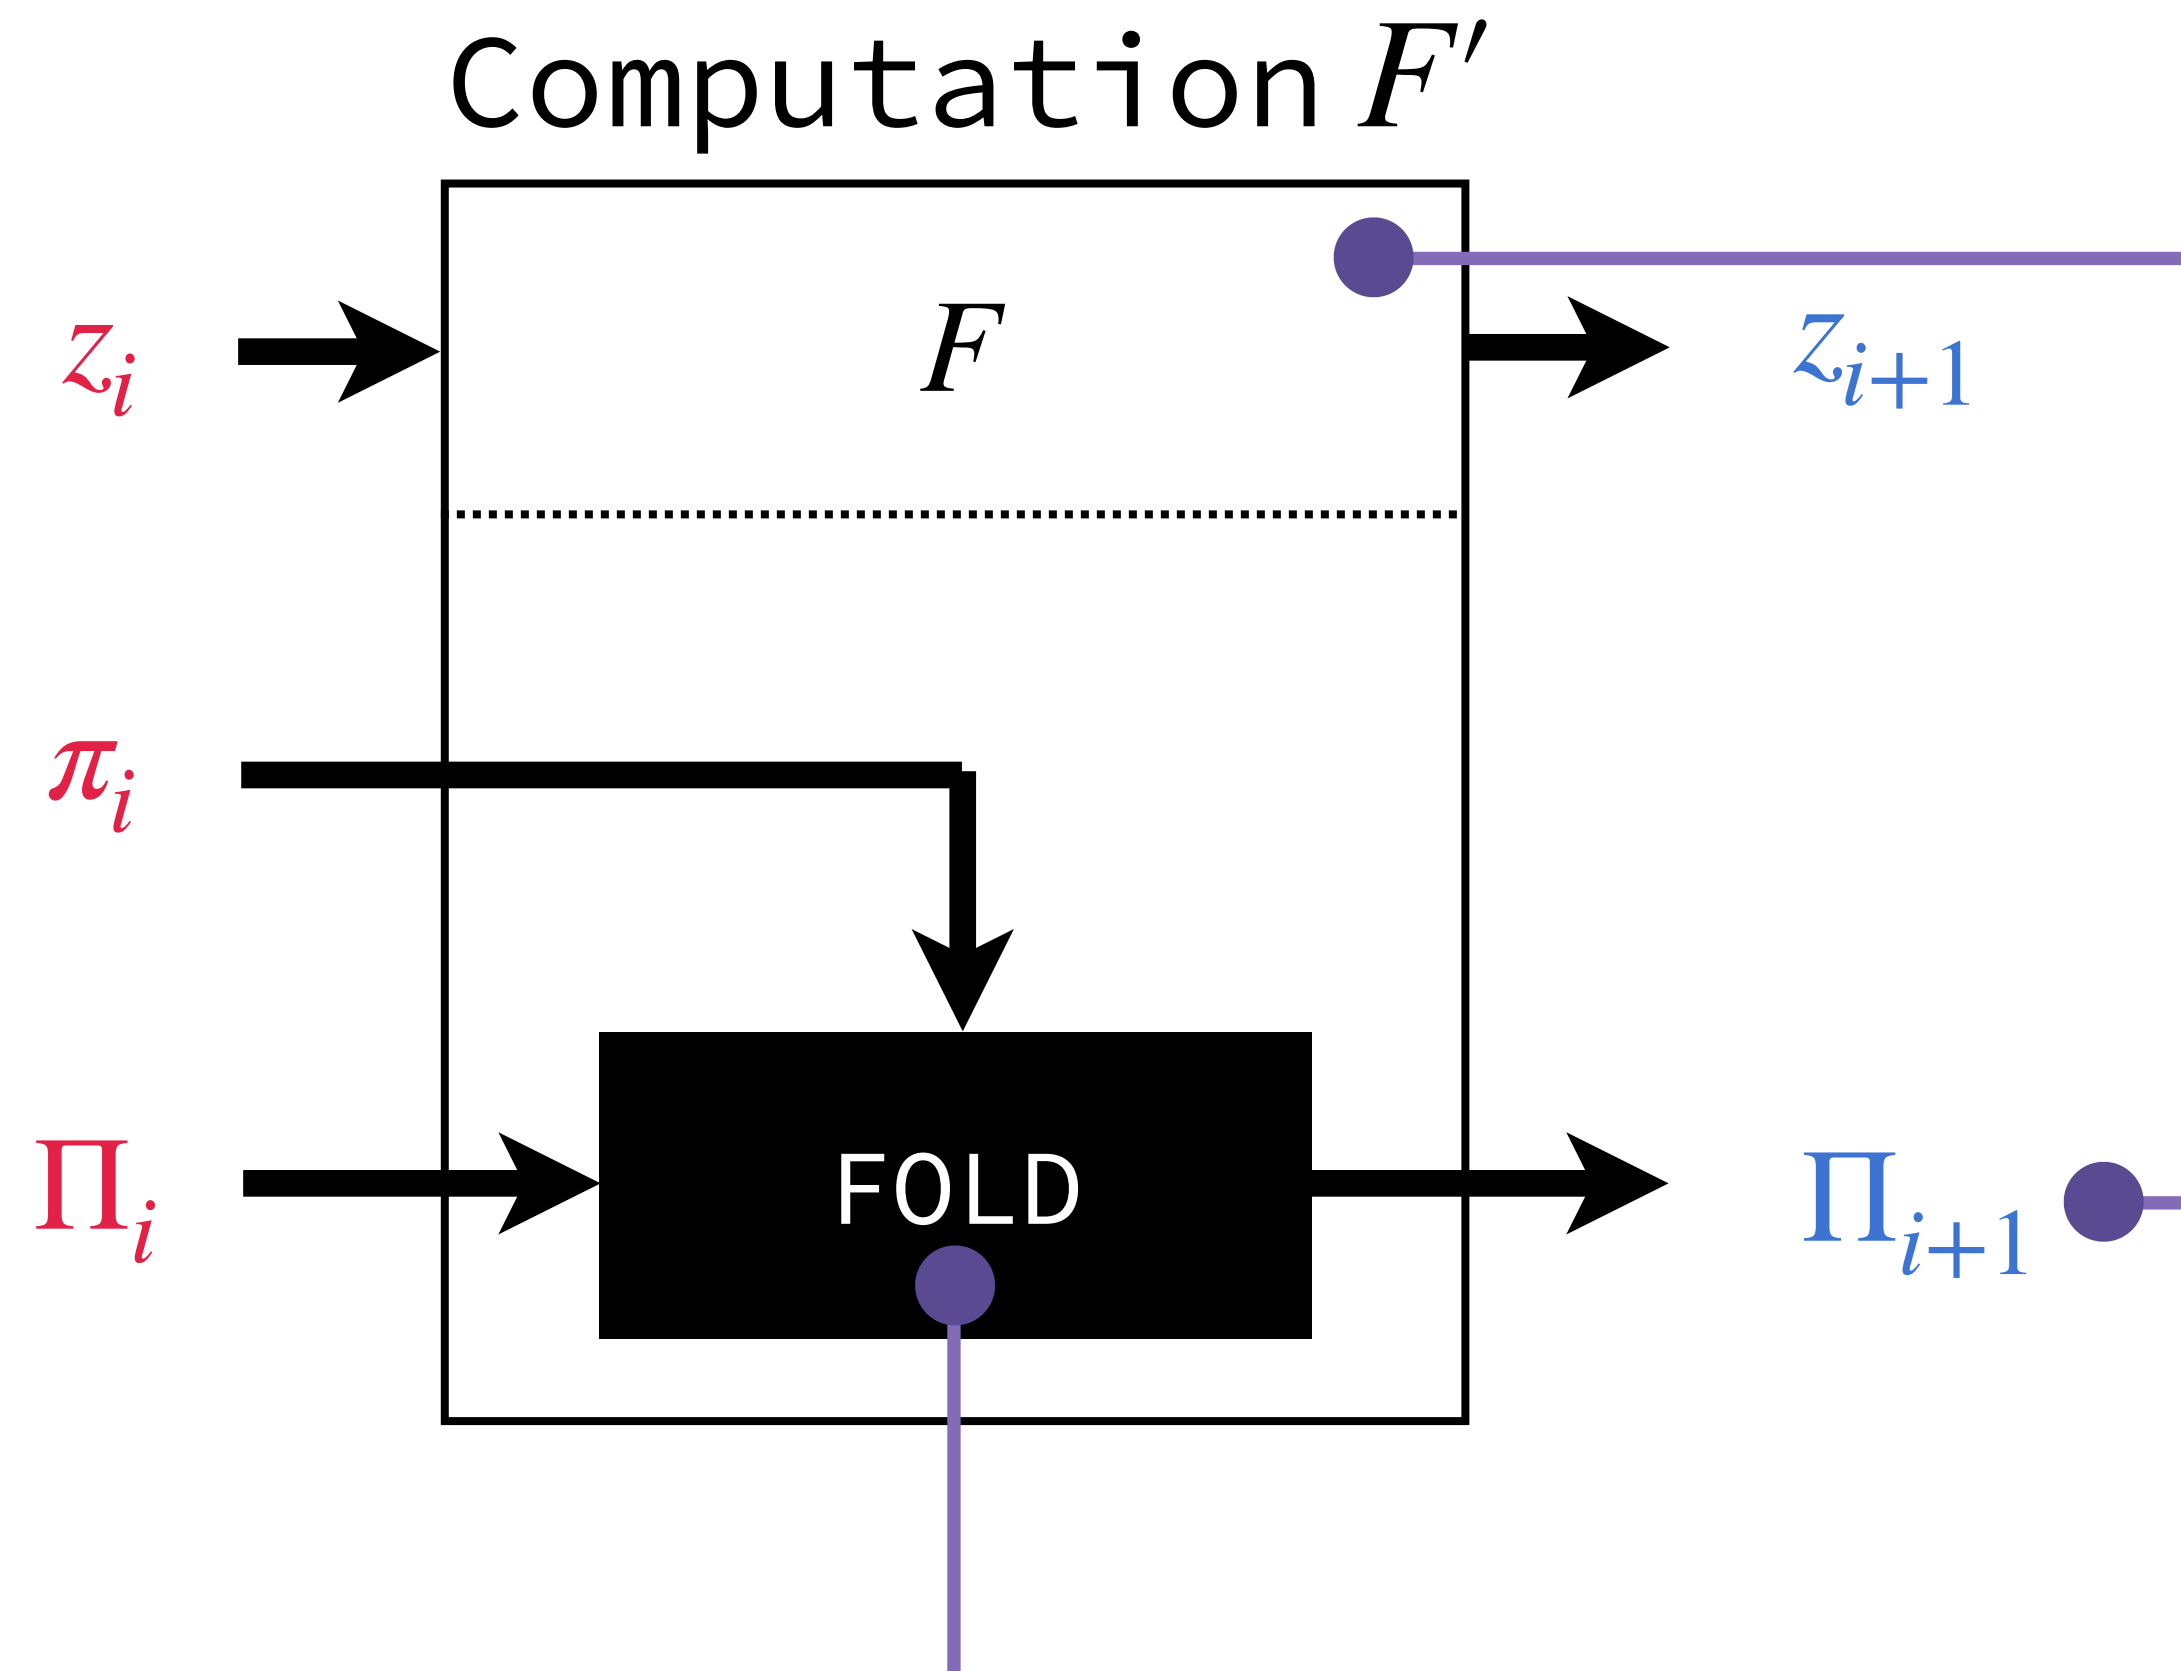 Computation F′
z_i F z_{i+1}
π_i
Π_i FOLD Π_{i+1}